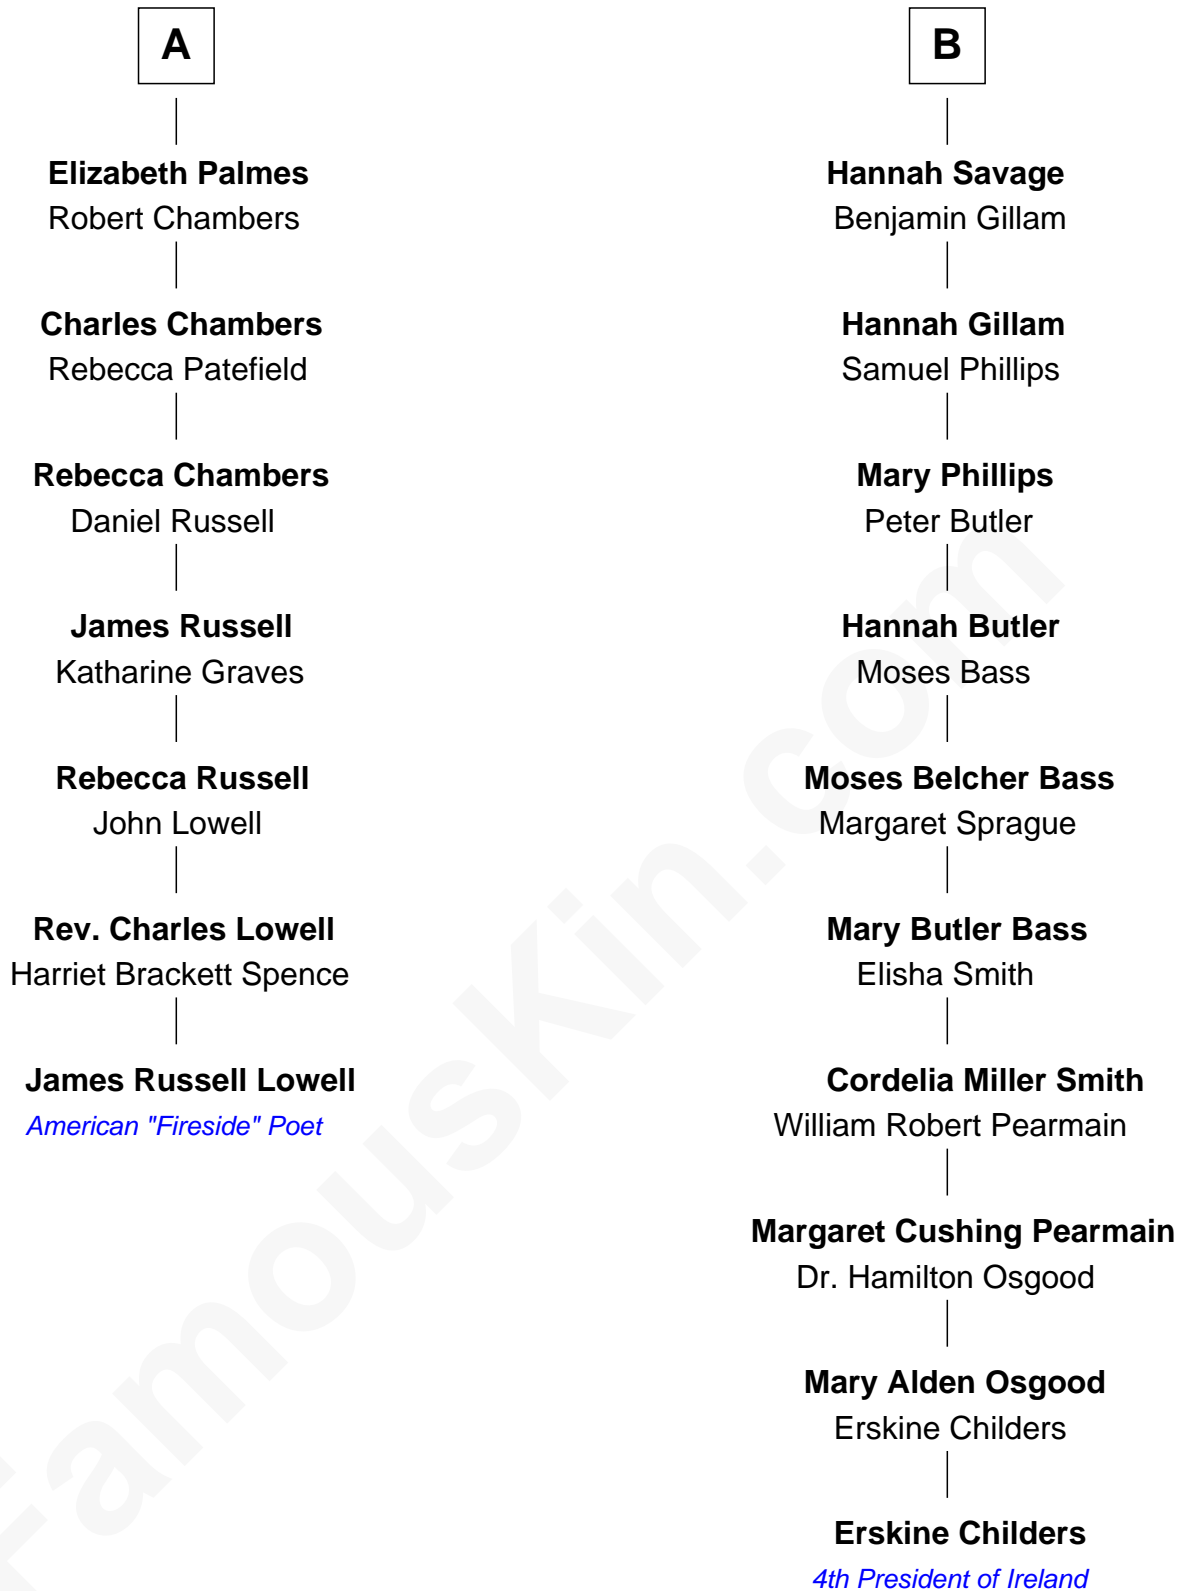 A
Elizabeth Palmes
Robert Chambers
Charles Chambers
Rebecca Patefield
Rebecca Chambers
Daniel Russell
James Russell
Katharine Graves
Rebecca Russell
John Lowell
Rev. Charles Lowell
Harriet Brackett Spence
James Russell Lowell
American "Fireside" Poet
B
Hannah Savage
Benjamin Gillam
Hannah Gillam
Samuel Phillips
Mary Phillips
Peter Butler
Hannah Butler
Moses Bass
Moses Belcher Bass
Margaret Sprague
Mary Butler Bass
Elisha Smith
Cordelia Miller Smith
William Robert Pearmain
Margaret Cushing Pearmain
Dr. Hamilton Osgood
Mary Alden Osgood
Erskine Childers
Erskine Childers
4th President of Ireland
FamousKin.com